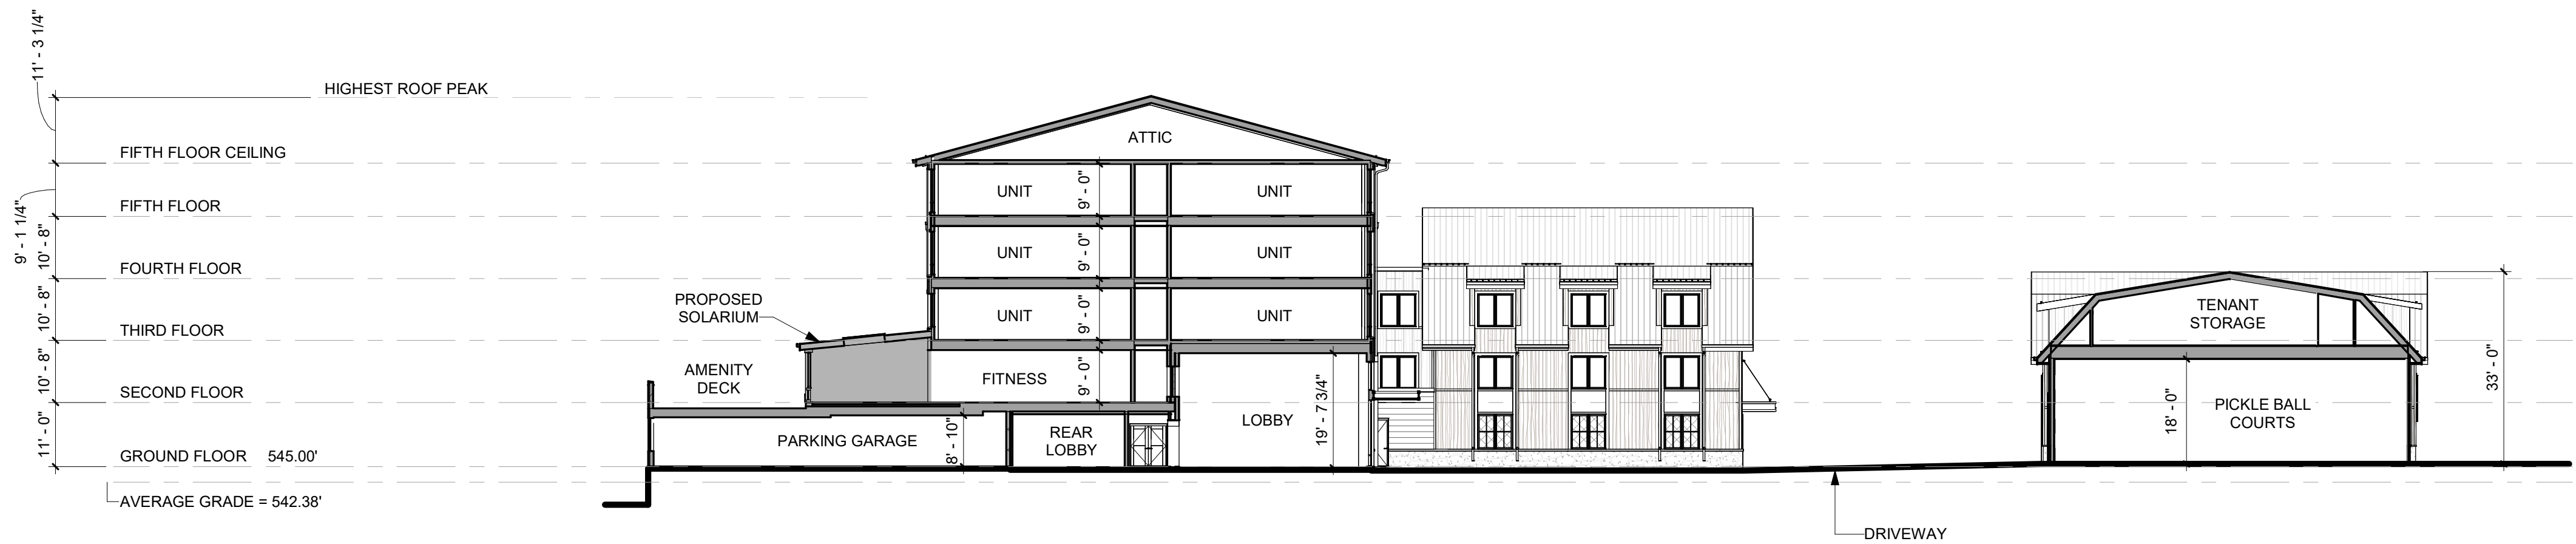 11' - 3 1/4"
HIGHEST ROOF PEAK
ATTIC
FIFTH FLOOR CEILING
9' - 1 1/4"
UNIT
9' - 0"
UNIT
FIFTH FLOOR
10' - 8"
UNIT
9' - 0"
UNIT
FOURTH FLOOR
10' - 8"
PROPOSED
SOLARIUM
UNIT
9' - 0"
UNIT
TENANT
STORAGE
THIRD FLOOR
10' - 8"
AMENITY
DECK
FITNESS
9' - 0"
33' - 0"
SECOND FLOOR
11' - 0"
PARKING GARAGE
8' - 10"
REAR
LOBBY
LOBBY
19' - 7 3/4"
18' - 0"
PICKLE BALL
COURTS
GROUND FLOOR 545.00'
AVERAGE GRADE = 542.38'
DRIVEWAY